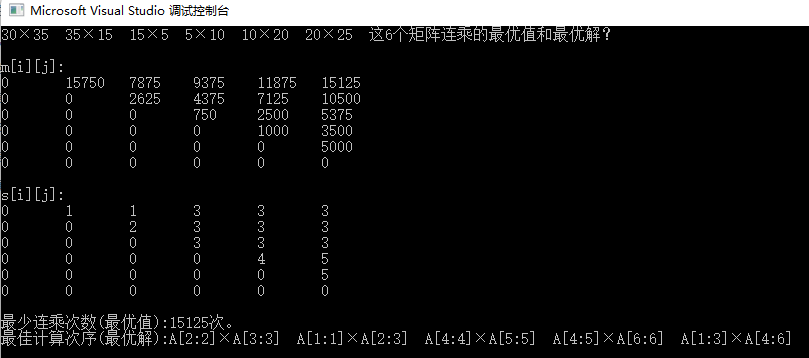 Microsoft Visual Studio 调试控制台
30×35  35×15  15×5  5×10  10×20  20×25  这6个矩阵连乘的最优值和最优解?
m[i][j]:
0 15750 7875 9375 11875 15125
0 0 2625 4375 7125 10500
0 0 0 750 2500 5375
0 0 0 0 1000 3500
0 0 0 0 0 5000
0 0 0 0 0 0
s[i][j]:
0 1 1 3 3 3
0 0 2 3 3 3
0 0 0 3 3 3
0 0 0 0 4 5
0 0 0 0 0 5
0 0 0 0 0 0
最少连乘次数(最优值):15125次。
最佳计算次序(最优解):A[2:2]×A[3:3]  A[1:1]×A[2:3]  A[4:4]×A[5:5]  A[4:5]×A[6:6]  A[1:3]×A[4:6]